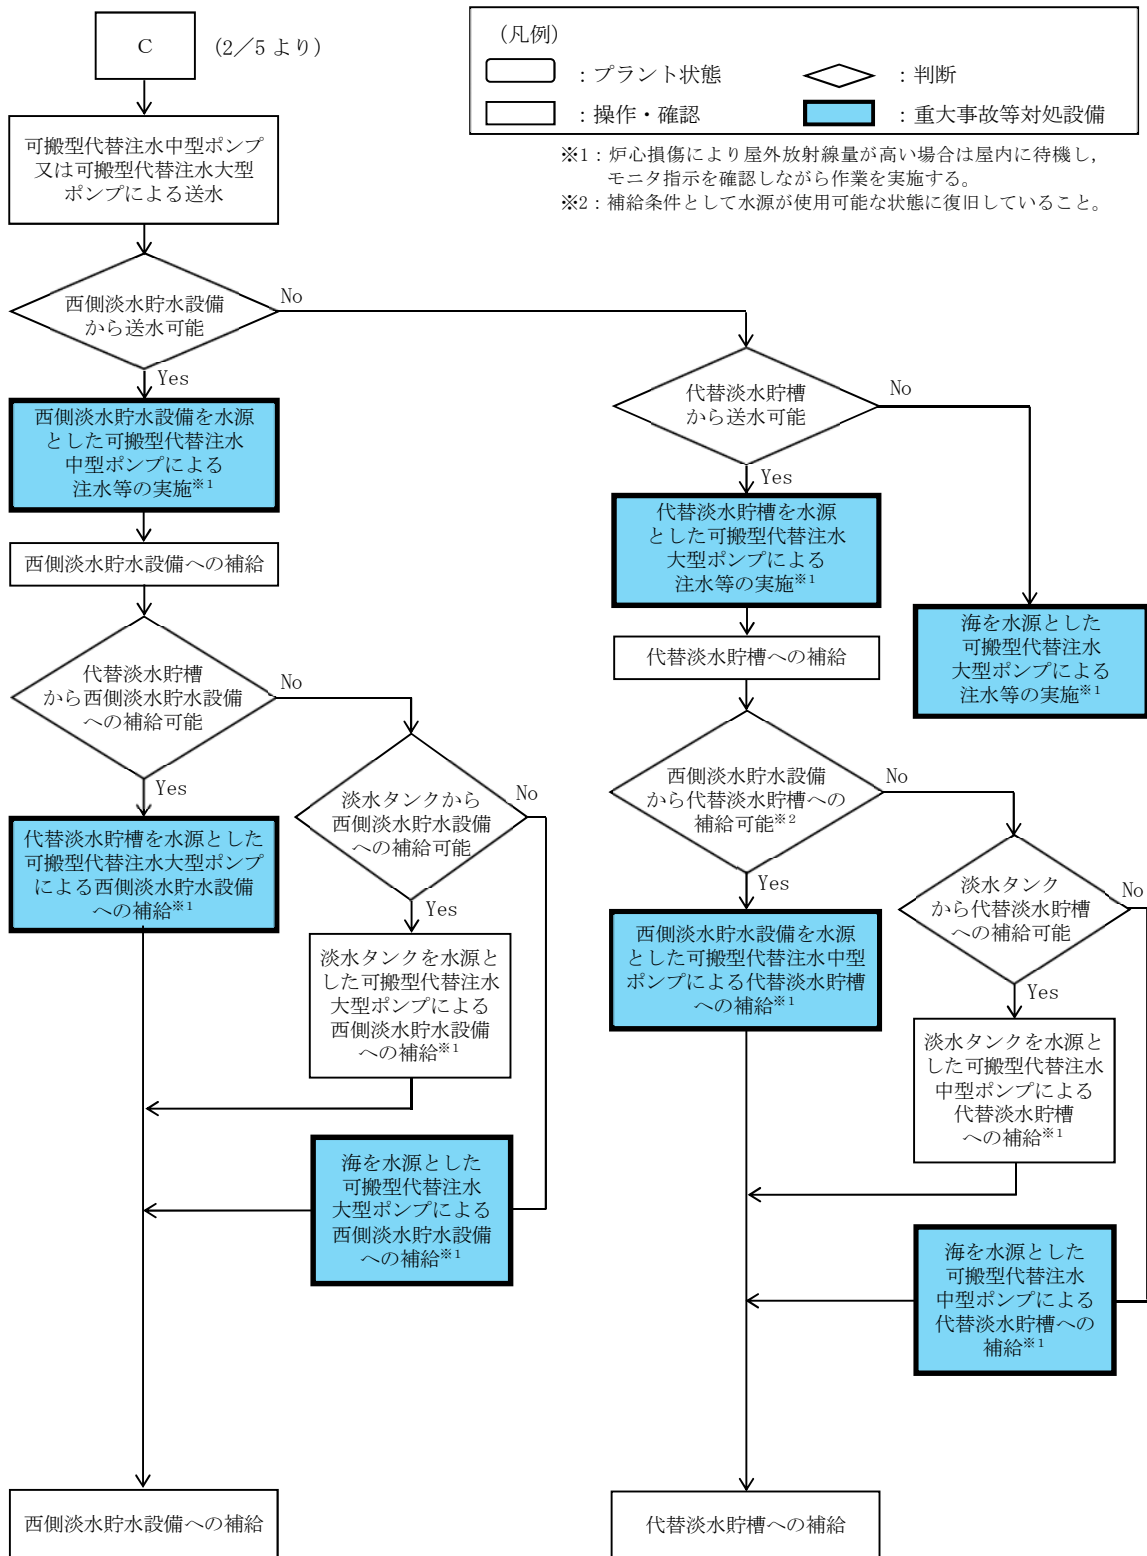 C
(2／5 より)
(凡例)
：プラント状態
：判断
：操作・確認
：重大事故等対処設備
※1：炉心損傷により屋外放射線量が高い場合は屋内に待機し，
モニタ指示を確認しながら作業を実施する。
※2：補給条件として水源が使用可能な状態に復旧していること。
可搬型代替注水中型ポンプ
又は可搬型代替注水大型
ポンプによる送水
西側淡水貯水設備
から送水可能
No
Yes
西側淡水貯水設備を水源
とした可搬型代替注水
中型ポンプによる
注水等の実施※1
西側淡水貯水設備への補給
代替淡水貯槽
から西側淡水貯水設備
への補給可能
No
Yes
代替淡水貯槽を水源とした
可搬型代替注水大型ポンプ
による西側淡水貯水設備
への補給※1
淡水タンクから
西側淡水貯水設備
への補給可能
No
Yes
淡水タンクを水源と
した可搬型代替注水
大型ポンプによる
西側淡水貯水設備
への補給※1
海を水源とした
可搬型代替注水
大型ポンプによる
西側淡水貯水設備
への補給※1
西側淡水貯水設備への補給
代替淡水貯槽
から送水可能
No
Yes
代替淡水貯槽を水源
とした可搬型代替注水
大型ポンプによる
注水等の実施※1
海を水源とした
可搬型代替注水
大型ポンプによる
注水等の実施※1
代替淡水貯槽への補給
西側淡水貯水設備
から代替淡水貯槽への
補給可能※2
No
Yes
西側淡水貯水設備を水源
とした可搬型代替注水中型
ポンプによる代替淡水貯槽
への補給※1
淡水タンク
から代替淡水貯槽
への補給可能
No
Yes
淡水タンクを水源と
した可搬型代替注水
中型ポンプによる
代替淡水貯槽
への補給※1
海を水源とした
可搬型代替注水
中型ポンプによる
代替淡水貯槽への
補給※1
代替淡水貯槽への補給